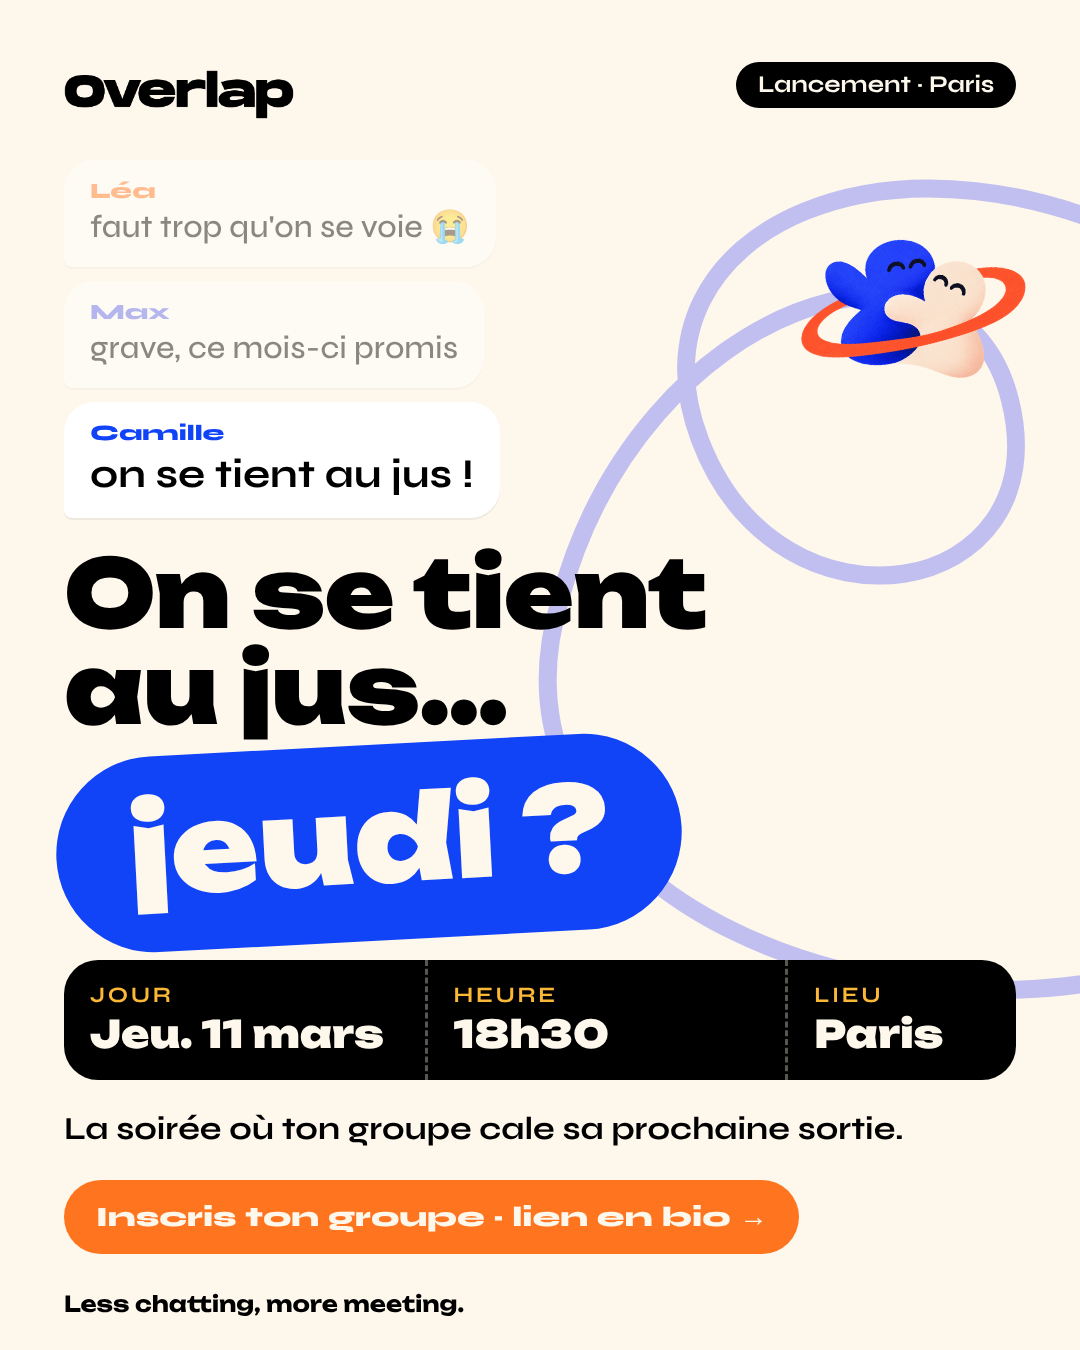 Overlap
Lancement · Paris
Léa
faut trop qu'on se voie 😭
Max
grave, ce mois-ci promis
Camille
on se tient au jus !
On se tient
au jus...
jeudi ?
JOUR
Jeu. 11 mars
HEURE
18h30
LIEU
Paris
La soirée où ton groupe cale sa prochaine sortie.
Inscris ton groupe · lien en bio →
Less chatting, more meeting.